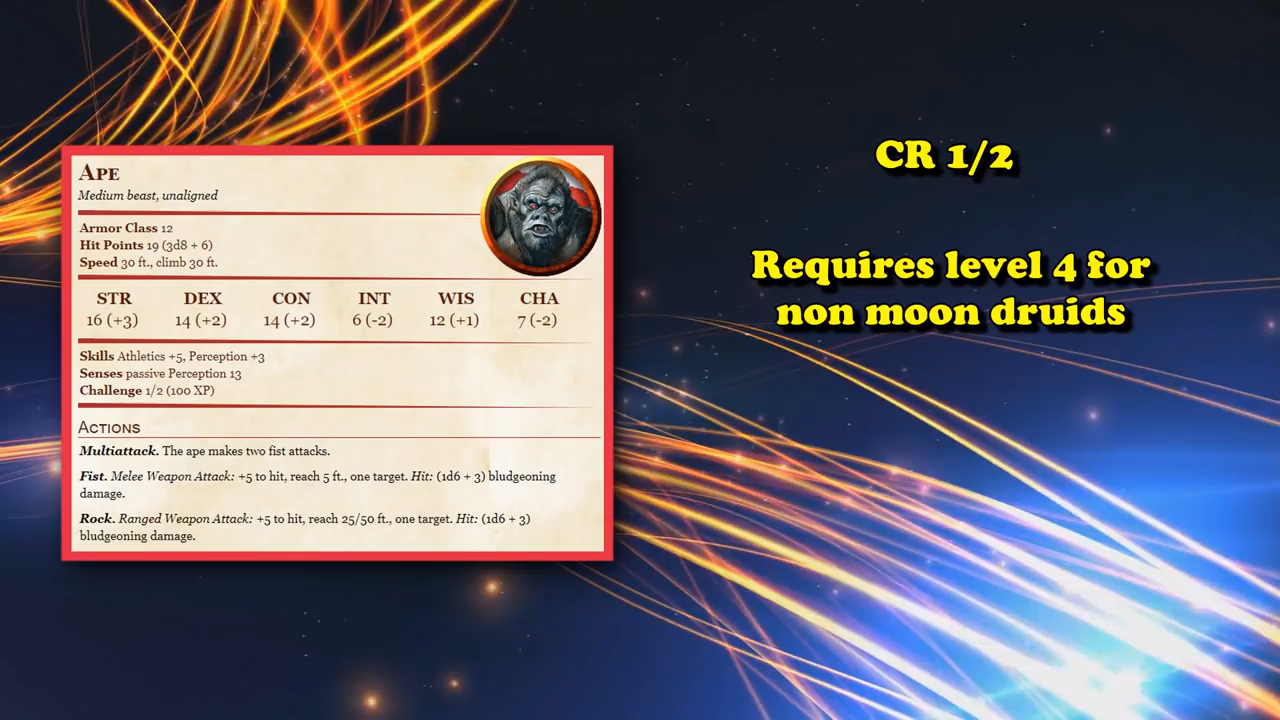 APE
Medium beast, unaligned
Armor Class 12
Hit Points 19 (3d8 + 6)
Speed 30 ft., climb 30 ft.
STR DEX CON INT WIS CHA
16 (+3) 14 (+2) 14 (+2) 6 (-2) 12 (+1) 7 (-2)
Skills Athletics +5, Perception +3
Senses passive Perception 13
Challenge 1/2 (100 XP)
ACTIONS
Multiattack. The ape makes two fist attacks.
Fist. Melee Weapon Attack: +5 to hit, reach 5 ft., one target. Hit: (1d6 + 3) bludgeoning
damage.
Rock. Ranged Weapon Attack: +5 to hit, reach 25/50 ft., one target. Hit: (1d6 + 3)
bludgeoning damage.
CR 1/2
Requires level 4 for
non moon druids